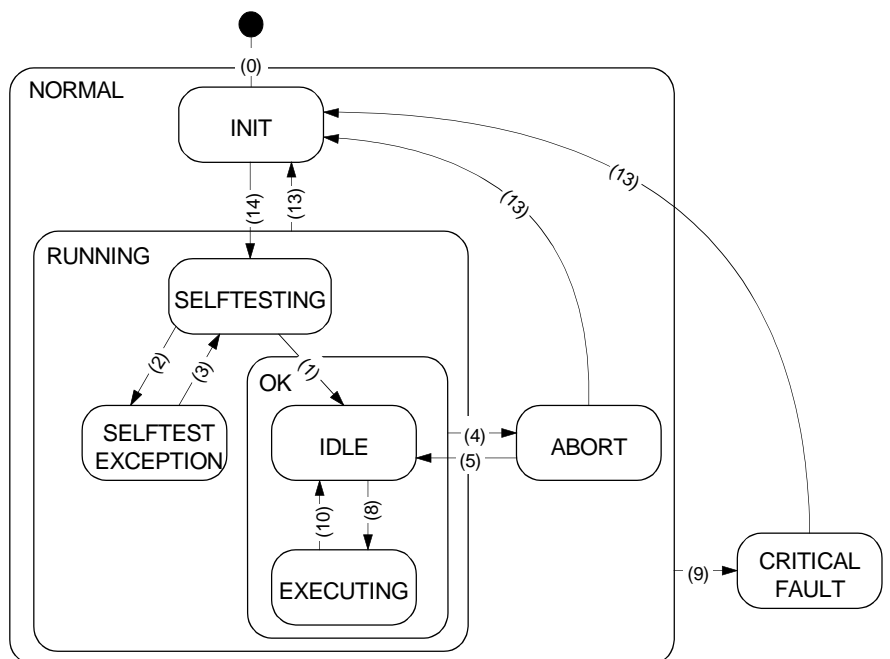 (0)
NORMAL
INIT
(14)
(13)
(13)
(13)
RUNNING
SELFTESTING
(2)
(3)
(1)
OK
SELFTEST
EXCEPTION
IDLE
(4)
(5)
ABORT
(10)
(8)
EXECUTING
(9)
CRITICAL
FAULT